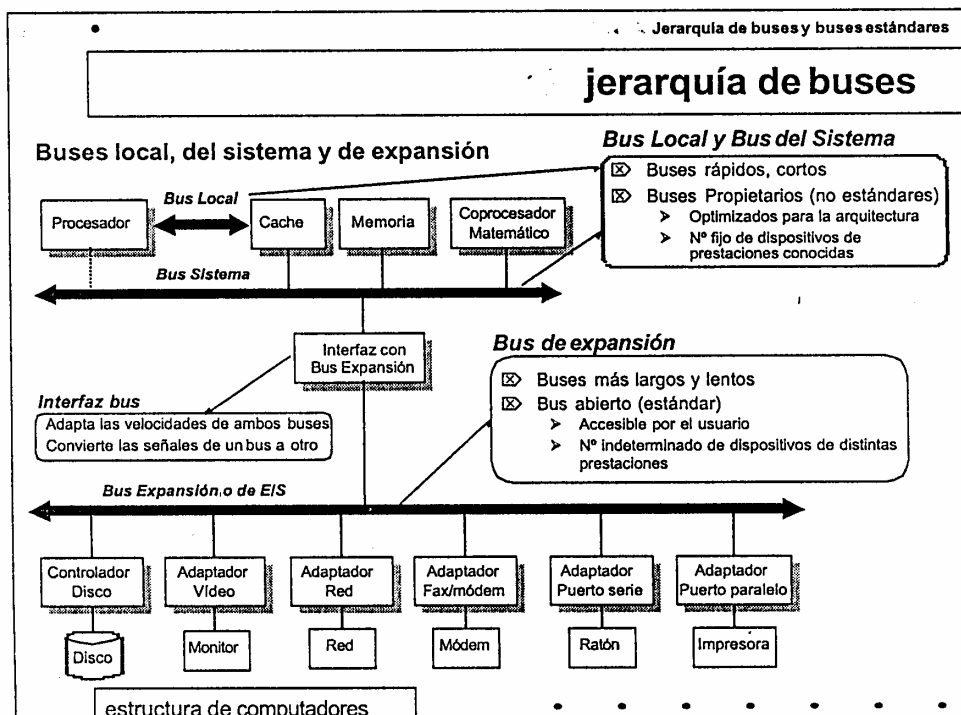 Jerarquía de buses y buses estándares
jerarquía de buses
Buses local, del sistema y de expansión
Bus Local y Bus del Sistema
Buses rápidos, cortos
Buses Propietarios (no estándares)
Optimizados para la arquitectura
Nº fijo de dispositivos de
prestaciones conocidas
Bus Local
Procesador
Cache
Memoria
Coprocesador
Matemático
Bus Sistema
Interfaz con
Bus Expansión
Bus de expansión
Buses más largos y lentos
Bus abierto (estándar)
Accesible por el usuario
Nº indeterminado de dispositivos de distintas
prestaciones
Interfaz bus
Adapta las velocidades de ambos buses
Convierte las señales de un bus a otro
Bus Expansión, o de E/S
Controlador
Disco
Adaptador
Vídeo
Adaptador
Red
Adaptador
Fax/módem
Adaptador
Puerto serie
Adaptador
Puerto paralelo
Disco
Monitor
Red
Módem
Ratón
Impresora
estructura de computadores